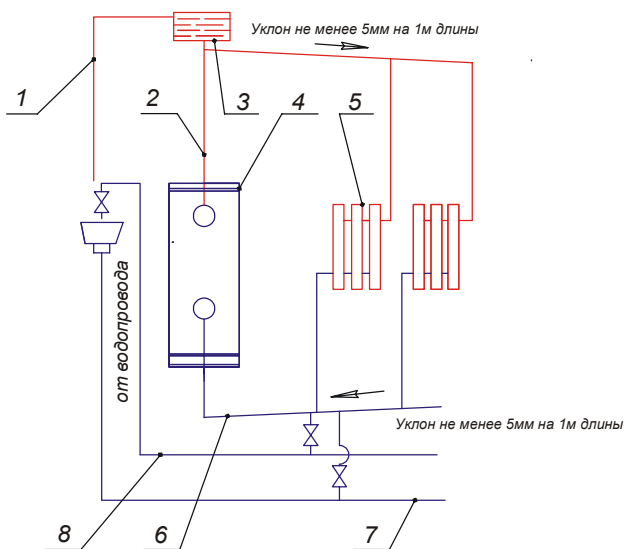 Уклон не менее 5мм на 1м длины
1
2
3
4
5
от водопровода
Уклон не менее 5мм на 1м длины
8
6
7